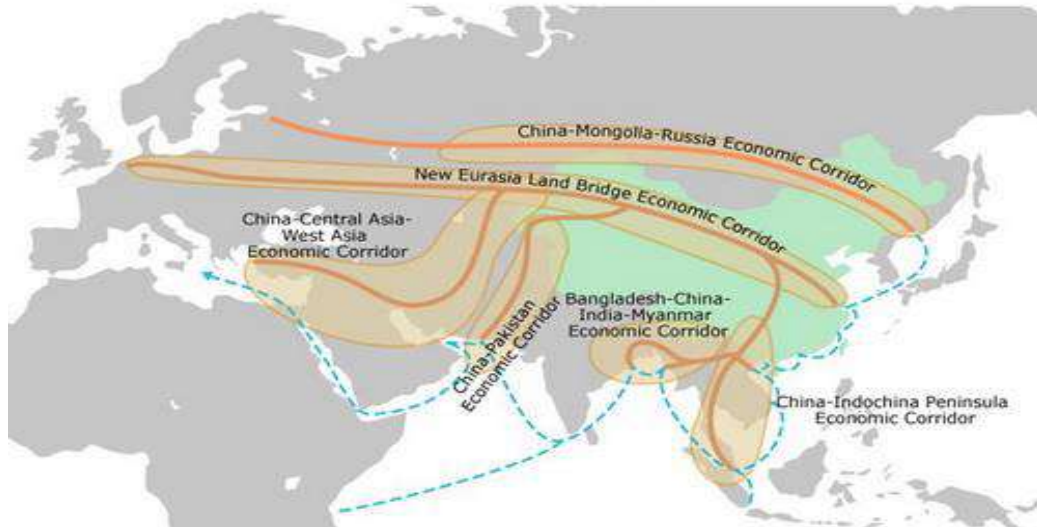 China-Mongolia-Russia Economic Corridor
New Eurasia Land Bridge Economic Corridor
China-Central Asia-
West Asia
Economic Corridor
China-Pakistan
Economic Corridor
Bangladesh-China-
India-Myanmar
Economic Corridor
China-Indochina Peninsula
Economic Corridor